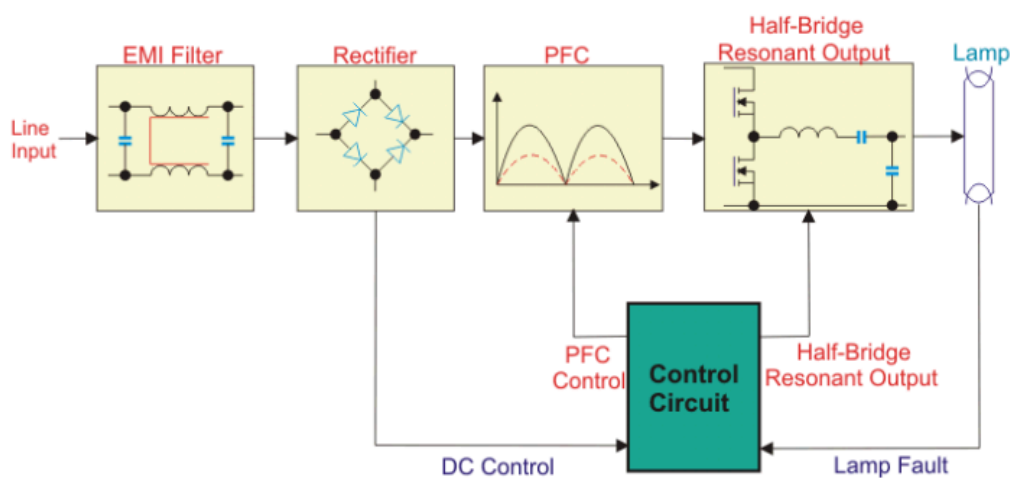 EMI Filter
Rectifier
PFC
Half-Bridge
Resonant Output
Lamp
Line
Input
PFC
Control
Control
Circuit
Half-Bridge
Resonant Output
DC Control
Lamp Fault